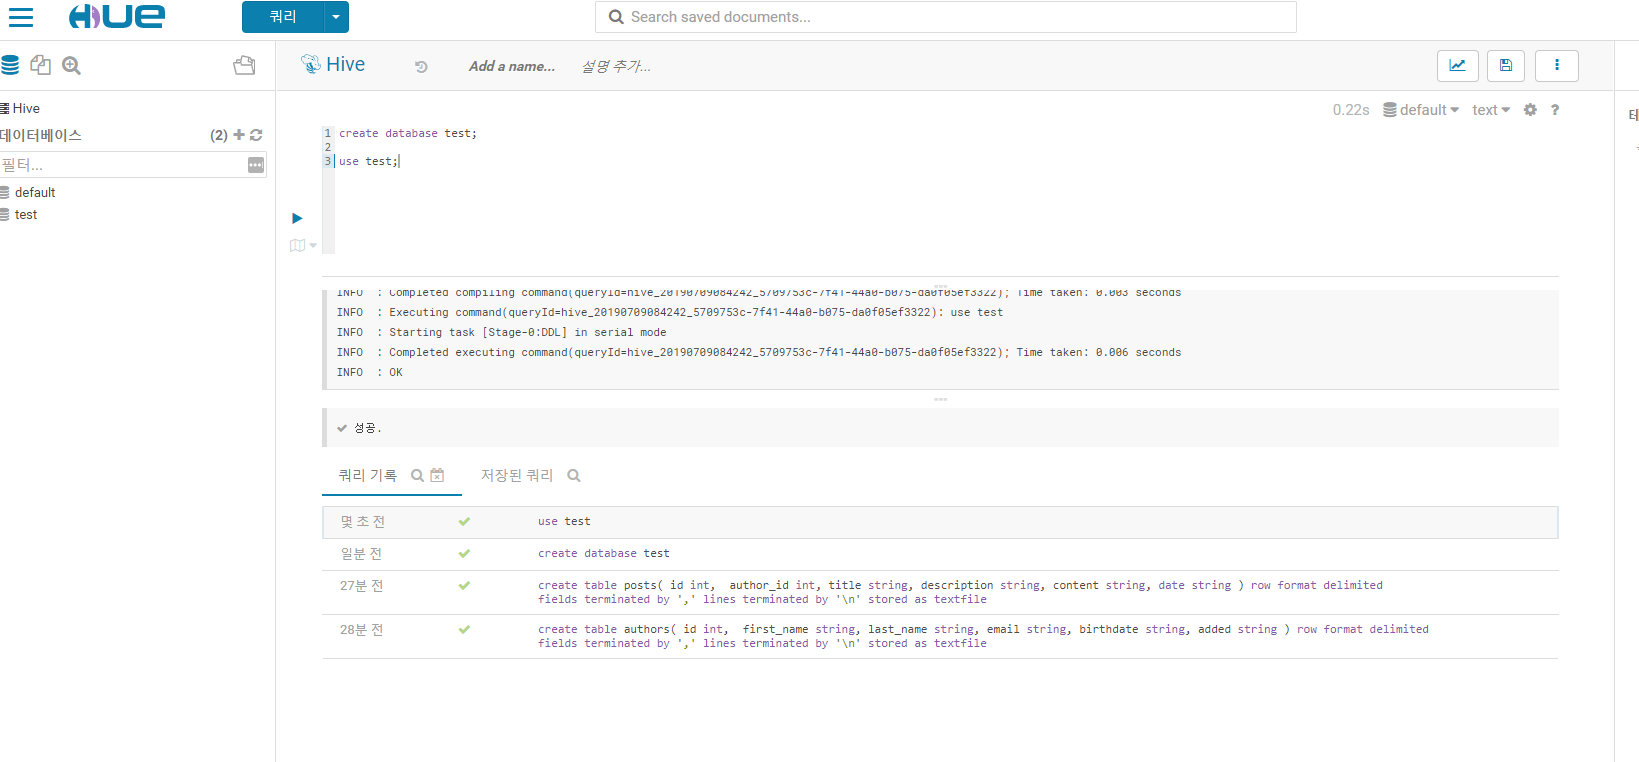 HUE
쿼리
Search saved documents...
Hive
Add a name...
설명 추가...
Hive
데이터베이스 (2)
필터...
default
test
0.22s default text ?
1 create database test;
2
3 use test;
INFO : Completed compiling command(queryId=hive_20190709084242_5709753c-7f41-44a0-b075-da0f05ef3322); Time taken: 0.003 seconds
INFO : Executing command(queryId=hive_20190709084242_5709753c-7f41-44a0-b075-da0f05ef3322): use test
INFO : Starting task [Stage-0:DDL] in serial mode
INFO : Completed executing command(queryId=hive_20190709084242_5709753c-7f41-44a0-b075-da0f05ef3322); Time taken: 0.006 seconds
INFO : OK
성공.
쿼리 기록
저장된 쿼리
몇 초 전 use test
일분 전 create database test
27분 전 create table posts( id int, author_id int, title string, description string, content string, date string ) row format delimited
fields terminated by ',' lines terminated by '\n' stored as textfile
28분 전 create table authors( id int, first_name string, last_name string, email string, birthdate string, added string ) row format delimited
fields terminated by ',' lines terminated by '\n' stored as textfile